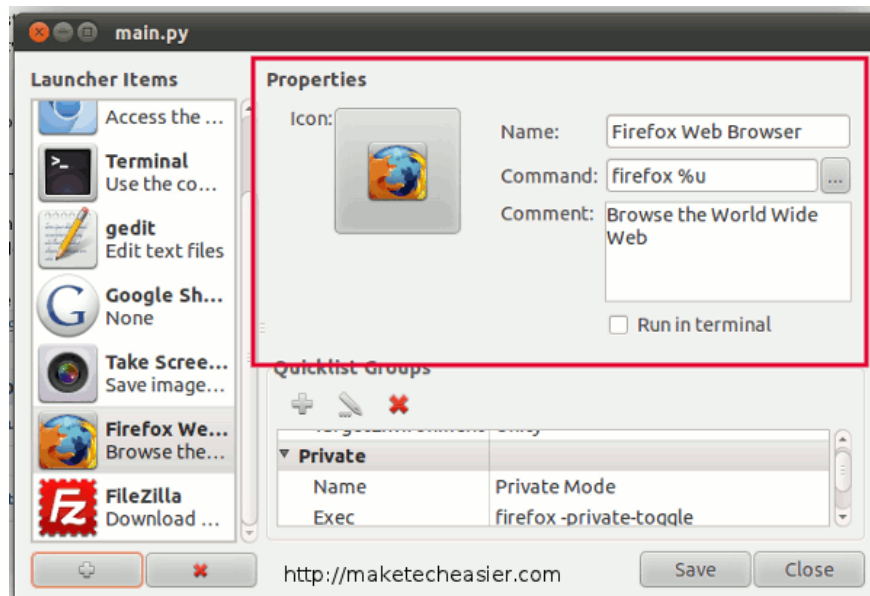 main.py
Launcher Items
Access the ...
>_
Terminal
Use the co...
gedit
Edit text files
G
Google Sh...
None
Take Scree...
Save image...
Firefox We...
Browse the...
Fz
FileZilla
Download ...
Properties
Icon:
Name: Firefox Web Browser
Command: firefox %u ...
Comment: Browse the World Wide
Web
Run in terminal
Quicklist Groups
TargetEnvironment Unity
Private
Name Private Mode
Exec firefox -private-toggle
http://maketecheasier.com
Save Close